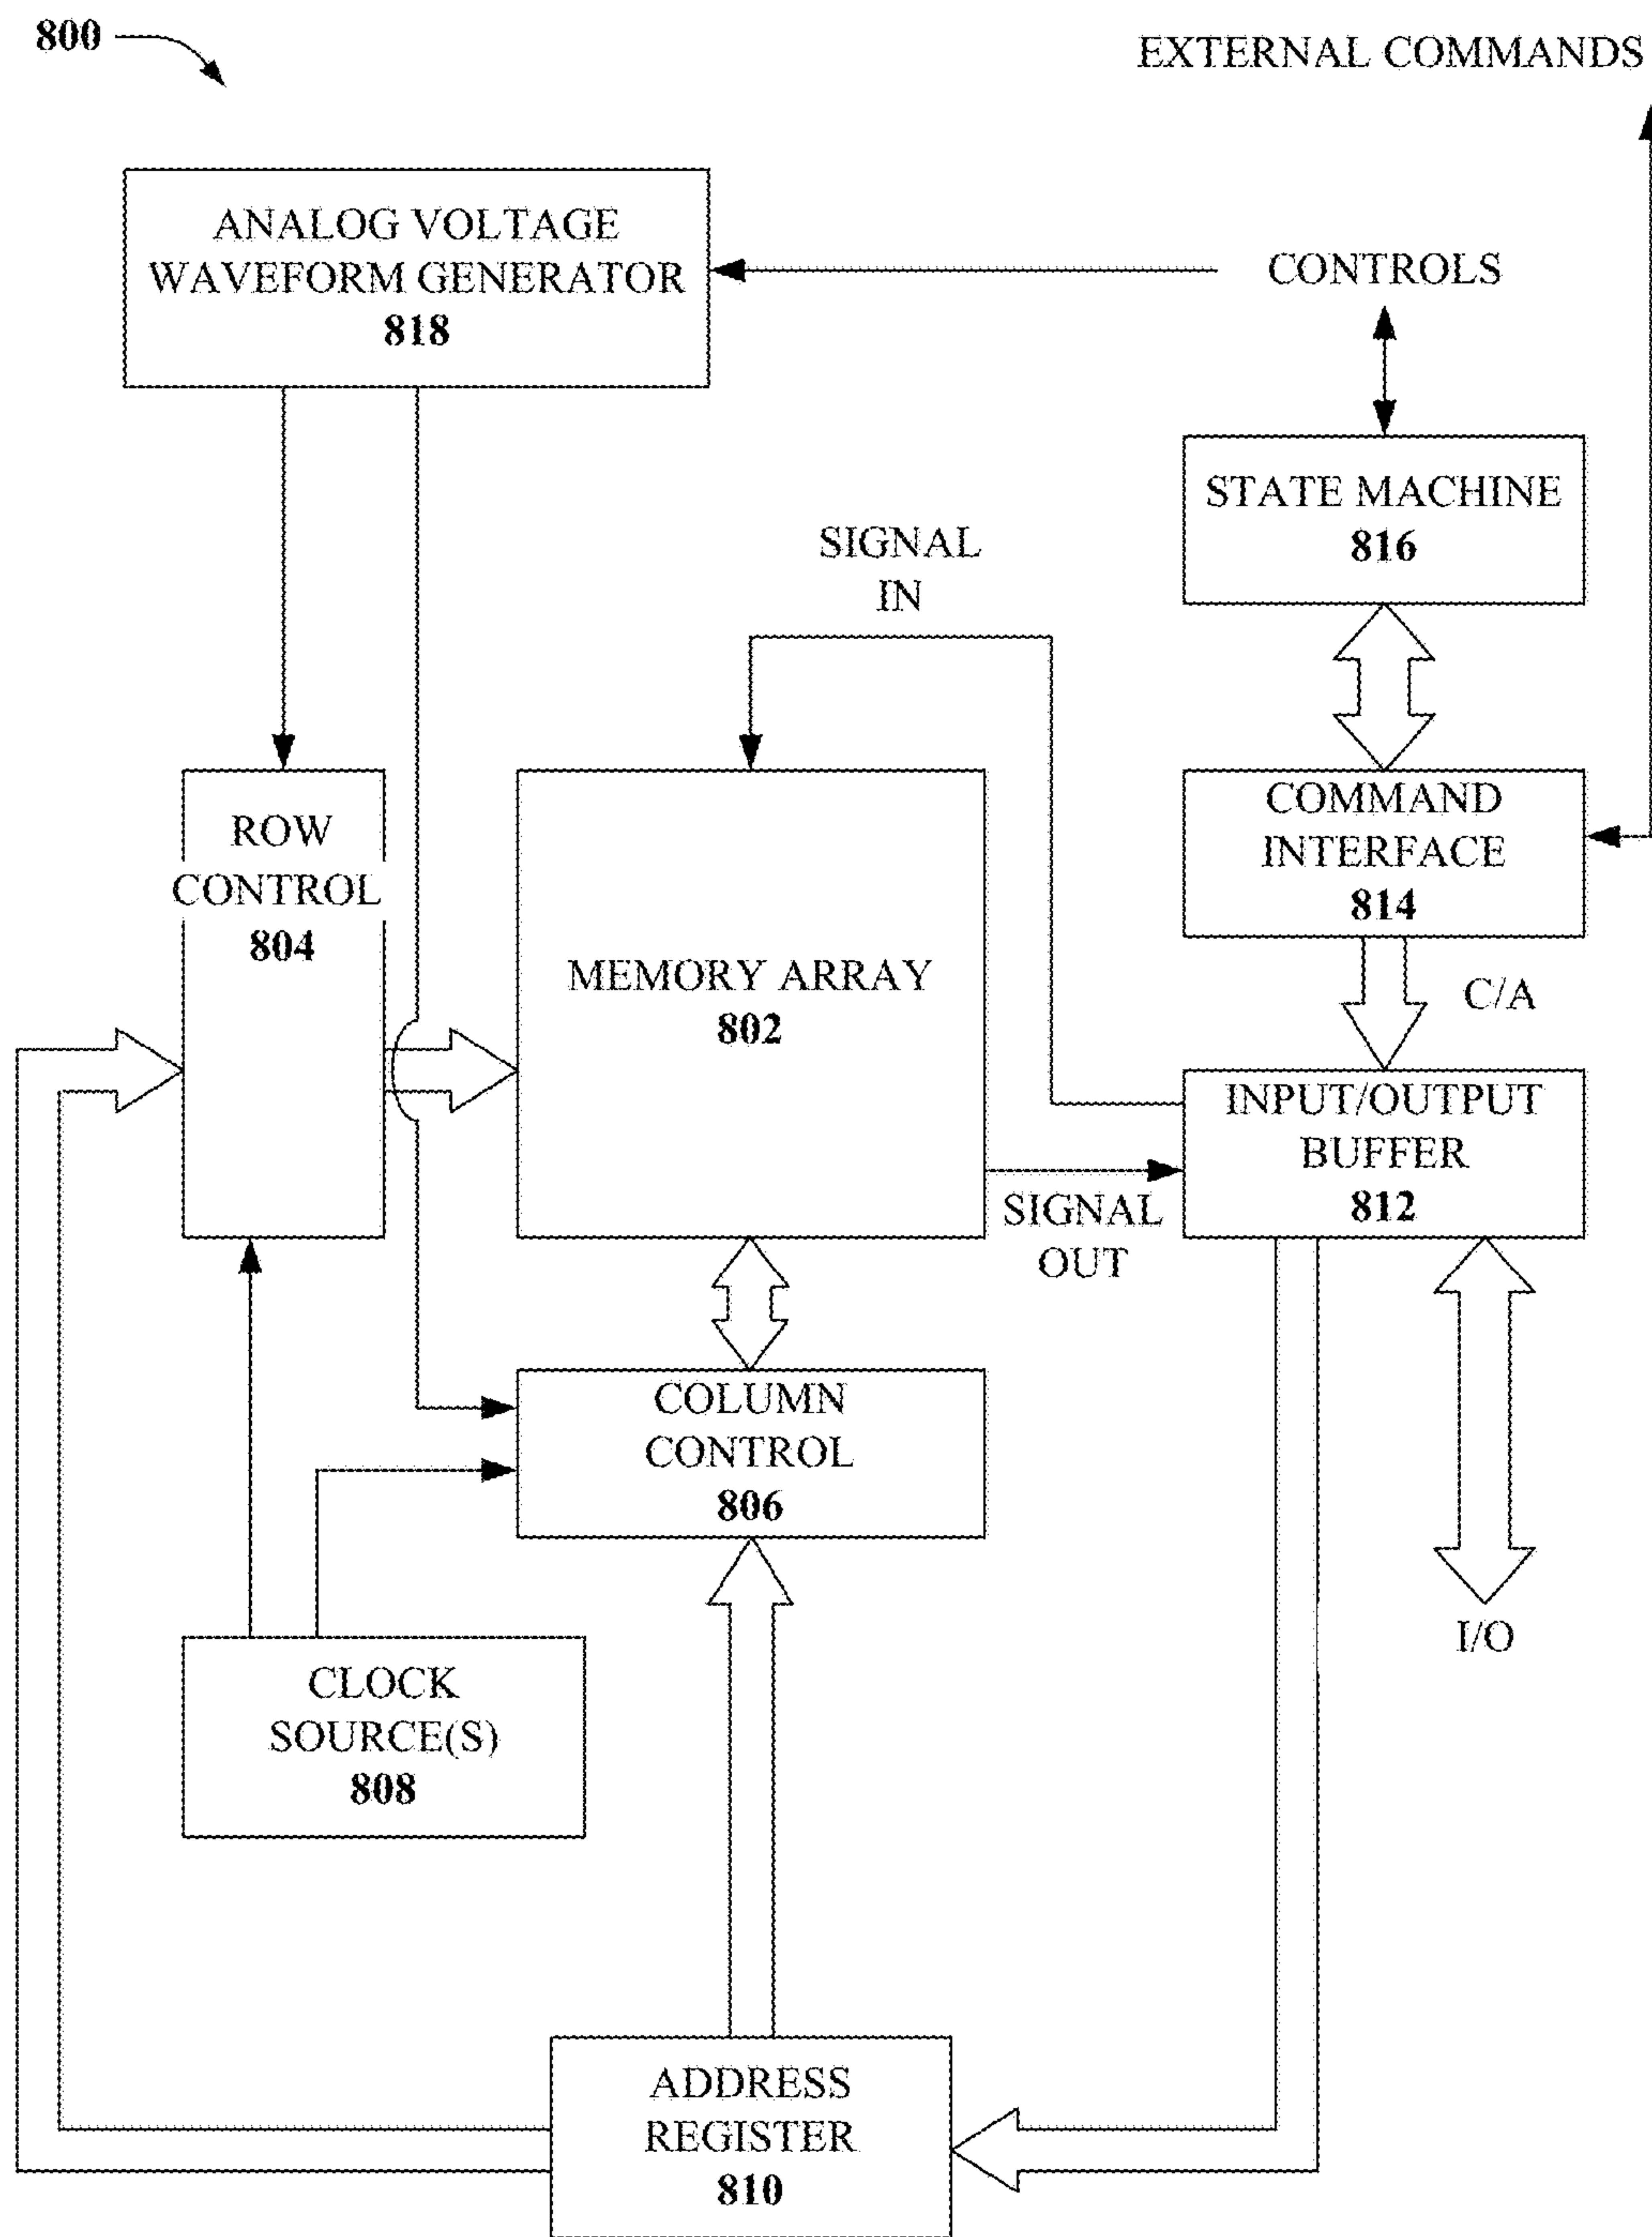 800
EXTERNAL COMMANDS
ANALOG VOLTAGE
WAVEFORM GENERATOR
818
CONTROLS
STATE MACHINE
816
SIGNAL
IN
ROW
CONTROL
804
MEMORY ARRAY
802
COMMAND
INTERFACE
814
C/A
INPUT/OUTPUT
BUFFER
812
SIGNAL
OUT
COLUMN
CONTROL
806
I/O
CLOCK
SOURCE(S)
808
ADDRESS
REGISTER
810